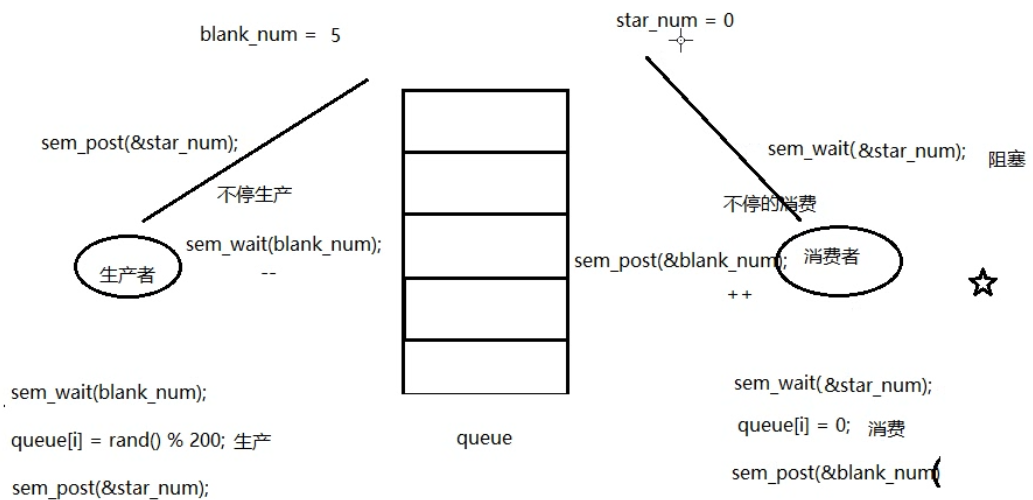 blank_num = 5
star_num = 0
sem_post(&star_num);
sem_wait(&star_num); 阻塞
不停生产
不停的消费
sem_wait(blank_num);
--
生产者
sem_post(&blank_num);
++
消费者
sem_wait(blank_num);
queue[i] = rand() % 200; 生产
sem_post(&star_num);
queue
sem_wait(&star_num);
queue[i] = 0; 消费
sem_post(&blank_num(